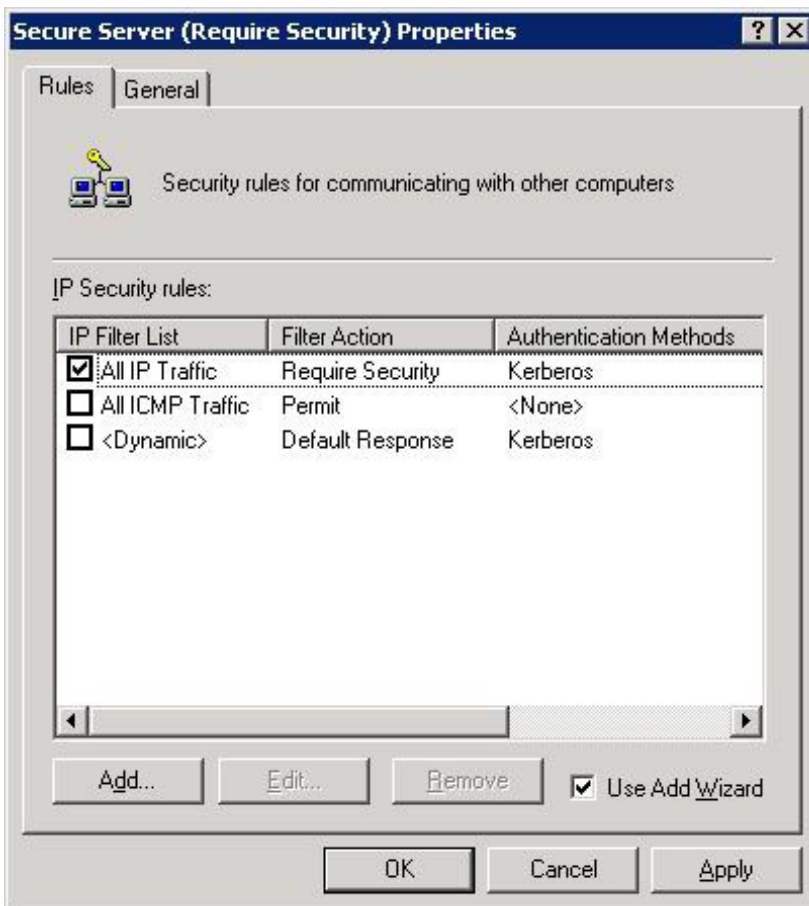 Secure Server (Require Security) Properties
Rules General
Security rules for communicating with other computers
IP Security rules:
IP Filter List Filter Action Authentication Methods
All IP Traffic Require Security Kerberos
All ICMP Traffic Permit <None>
<Dynamic> Default Response Kerberos
Add... Edit... Remove Use Add Wizard
OK Cancel Apply